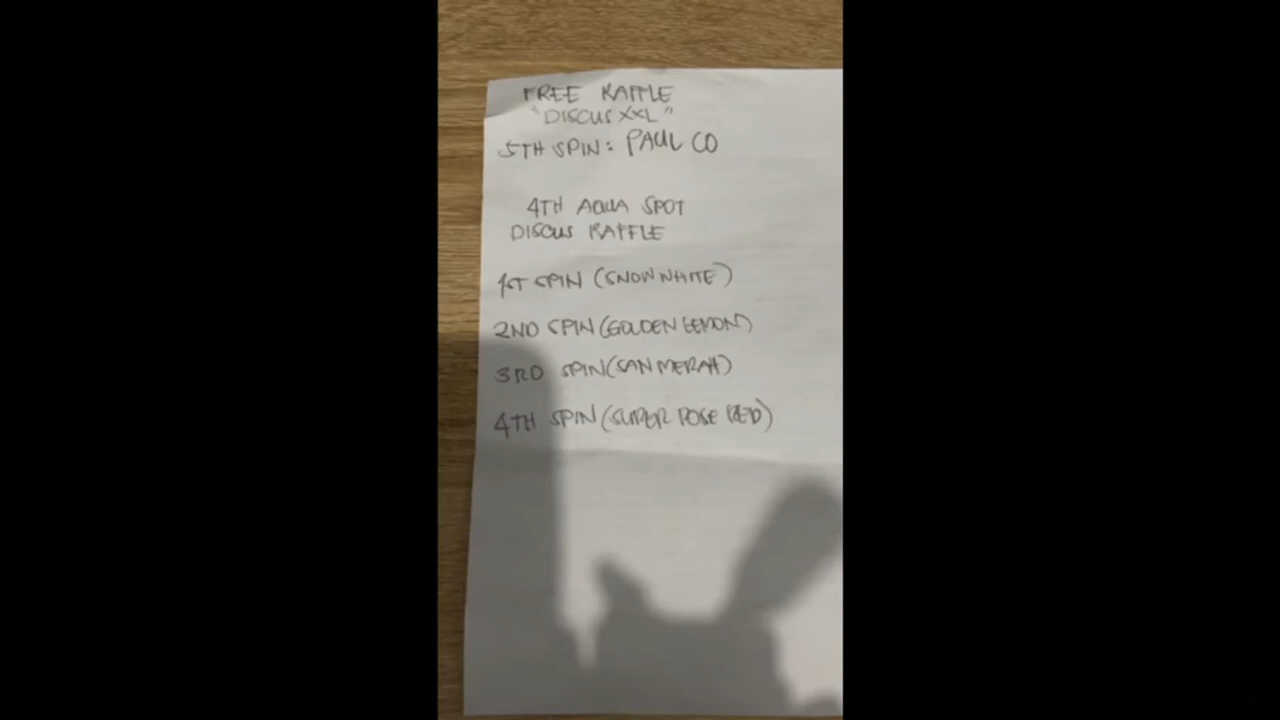 FREE RAFFLE
"DISCUS XXL"
5TH SPIN: PAUL CO
4TH AQUA SPOT
DISCUS RAFFLE
1ST SPIN (SNOW WHITE)
2ND SPIN (GOLDEN LEMON)
3RD SPIN (SAN MERAH)
4TH SPIN (SUPER ROSE RED)